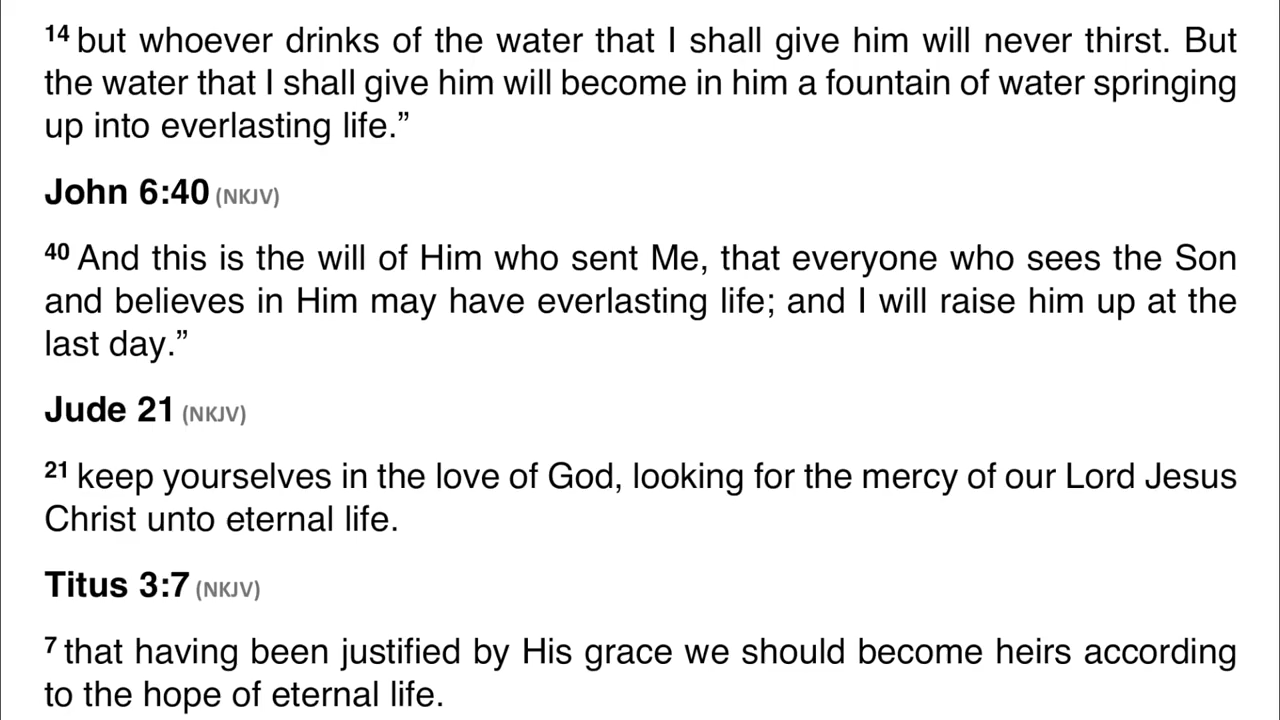 14 but whoever drinks of the water that I shall give him will never thirst. But
the water that I shall give him will become in him a fountain of water springing
up into everlasting life.”
John 6:40 (NKJV)
40 And this is the will of Him who sent Me, that everyone who sees the Son
and believes in Him may have everlasting life; and I will raise him up at the
last day.”
Jude 21 (NKJV)
21 keep yourselves in the love of God, looking for the mercy of our Lord Jesus
Christ unto eternal life.
Titus 3:7 (NKJV)
7 that having been justified by His grace we should become heirs according
to the hope of eternal life.